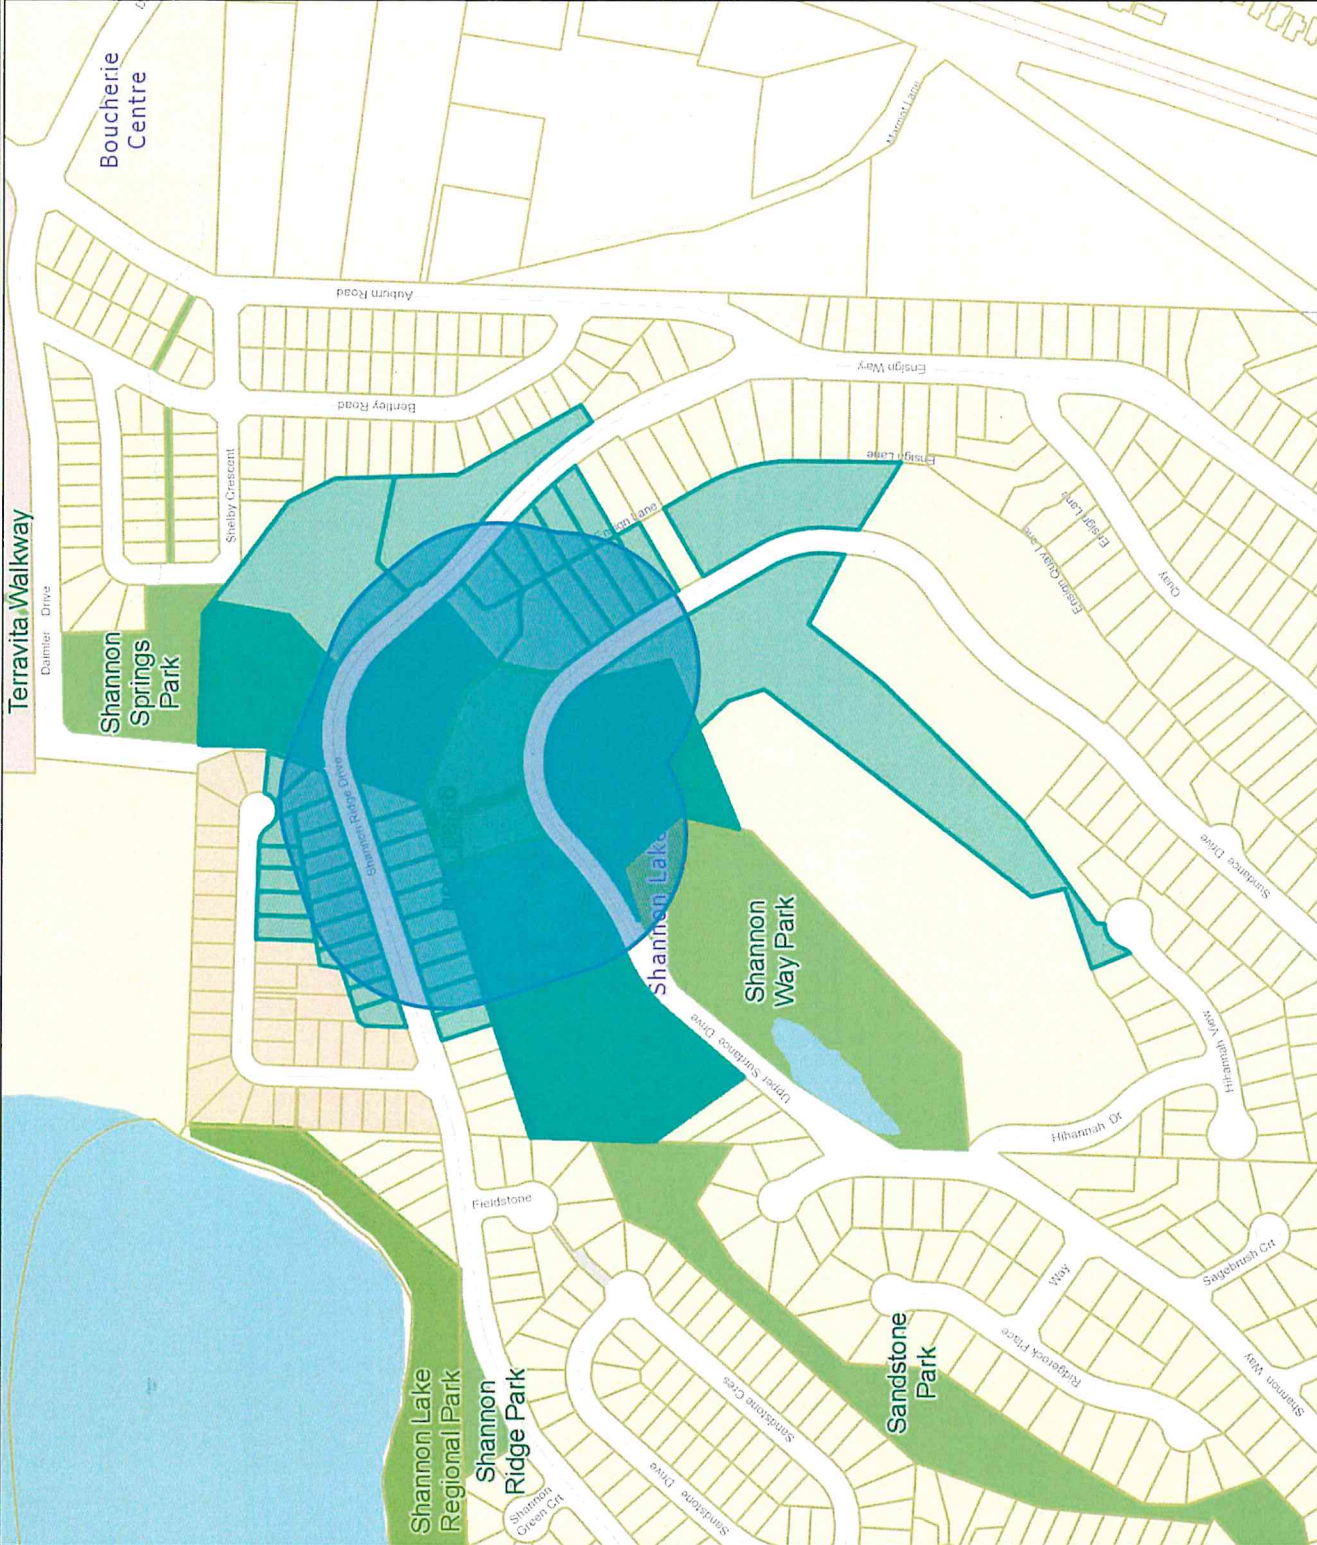 Boucherie
Centre
Marmot Lane
Auburn Road
Bentley Road
Ensign Way
Ensign Lane
Shelby Crescent
Ensign Lane
Ensign Lane
Ensign Quay Lane
Quay
Terravita Walkway
Daimler Drive
Shannon
Springs
Park
Shannon Ridge Drive
Shannon Lake
Shannon
Way Park
Sundance Drive
Upper Sundance Drive
Hihannah View
Hihannah Dr
Fieldstone
Sagebrush Crt
Way
Ridgerock Place
Shannon Way
Sandstone
Park
Sandstone Cres
Sandstone Drive
Shannon Lake
Regional Park
Shannon
Ridge Park
Shannon
Green Crt